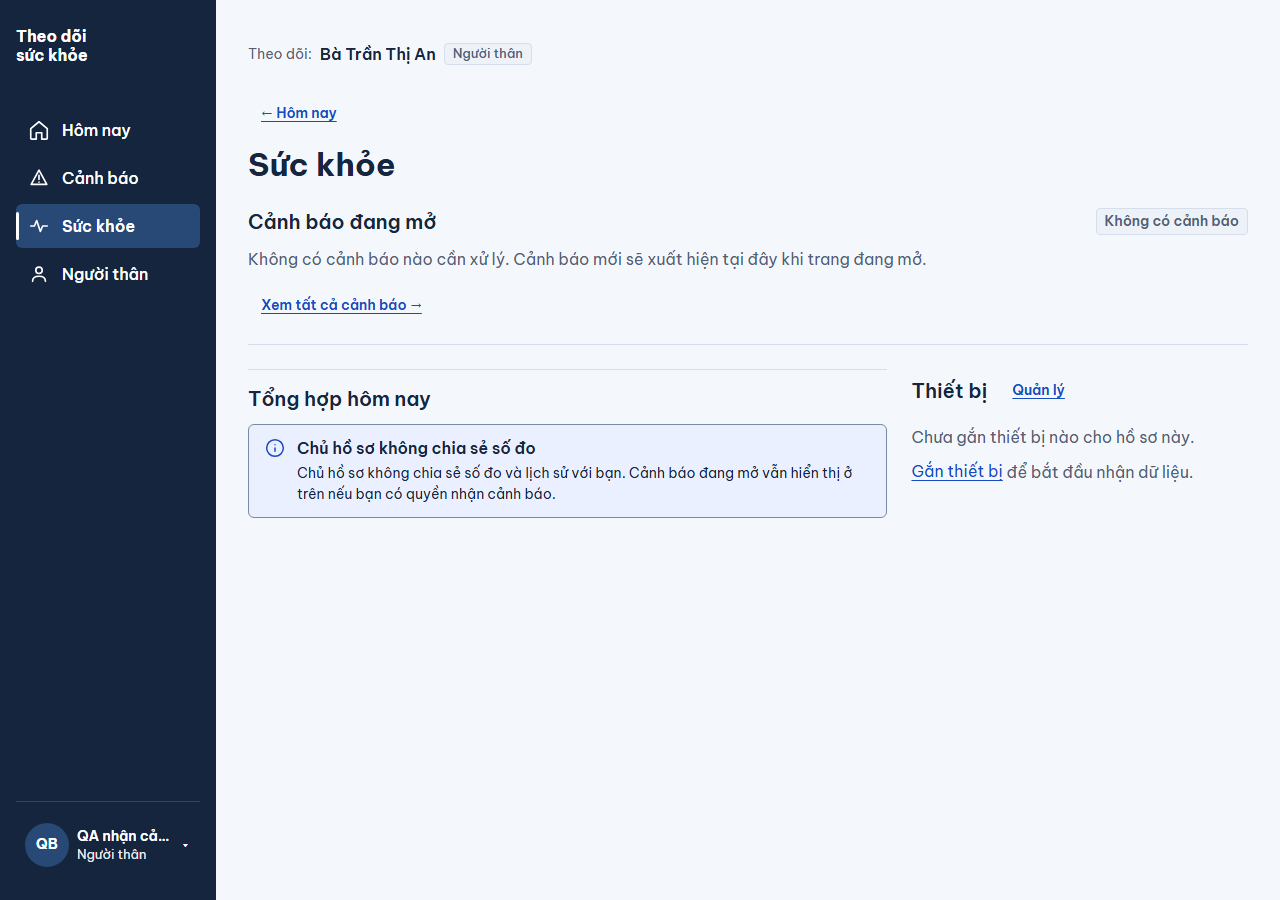 Theo dõi
sức khỏe
Hôm nay
Cảnh báo
Sức khỏe
Người thân
QB
QA nhận cả...
Người thân
Theo dõi: Bà Trần Thị An Người thân
← Hôm nay
Sức khỏe
Cảnh báo đang mở
Không có cảnh báo
Không có cảnh báo nào cần xử lý. Cảnh báo mới sẽ xuất hiện tại đây khi trang đang mở.
Xem tất cả cảnh báo →
Tổng hợp hôm nay
Chủ hồ sơ không chia sẻ số đo
Chủ hồ sơ không chia sẻ số đo và lịch sử với bạn. Cảnh báo đang mở vẫn hiển thị ở
trên nếu bạn có quyền nhận cảnh báo.
Thiết bị Quản lý
Chưa gắn thiết bị nào cho hồ sơ này.
Gắn thiết bị để bắt đầu nhận dữ liệu.